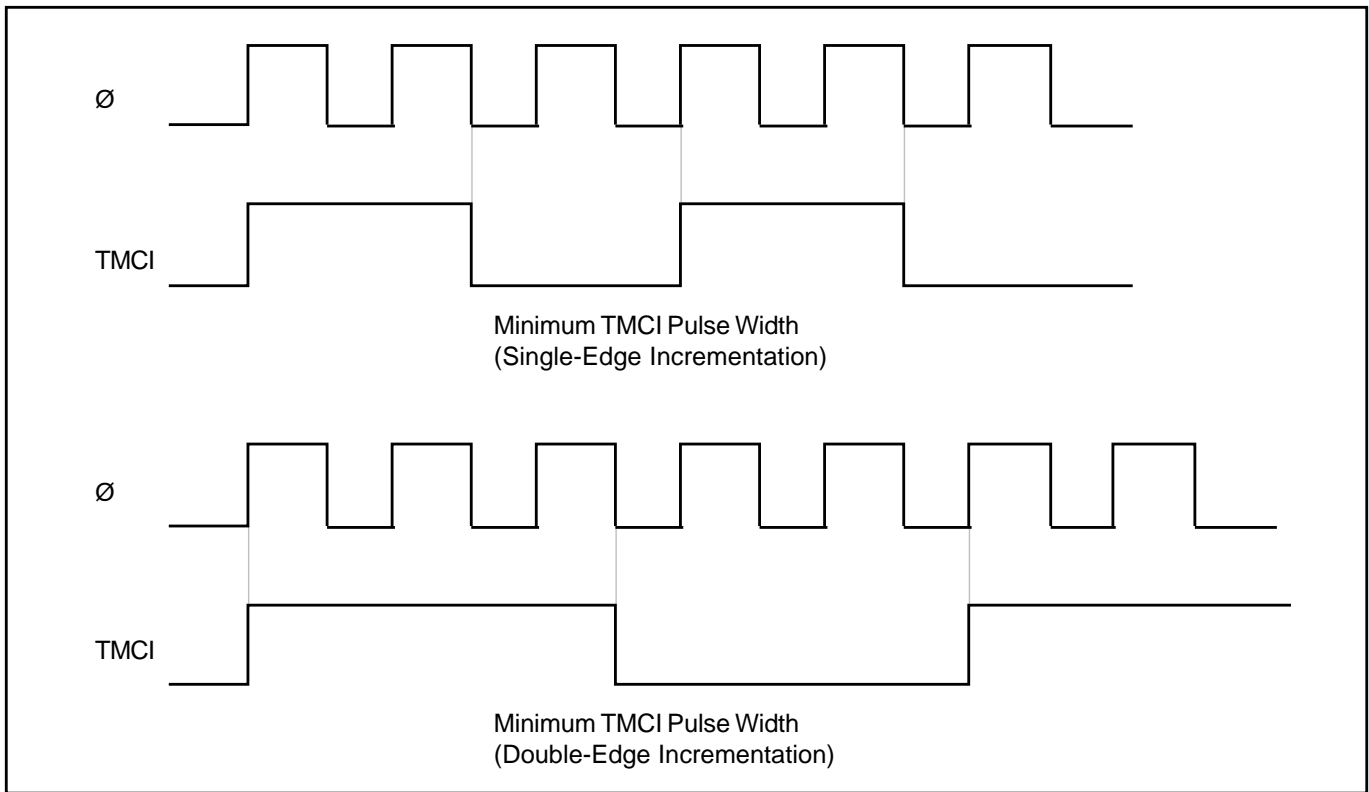 Ø
TMCI
Minimum TMCI Pulse Width
(Single-Edge Incrementation)
Ø
TMCI
Minimum TMCI Pulse Width
(Double-Edge Incrementation)